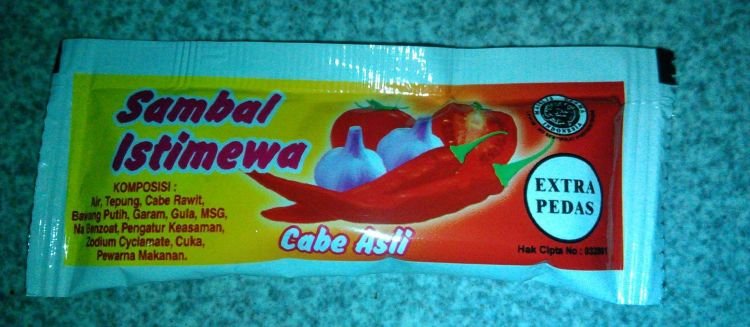 Sambal
Istimewa
KOMPOSISI :
Air, Tepung, Cabe Rawit,
Bawang Putih, Garam, Gula, MSG,
Na Benzoat, Pengatur Keasaman,
Zodium Cyclamate, Cuka,
Pewarna Makanan.
Cabe Asli
INDONESIA
EXTRA
PEDAS
Hak Cipta No :